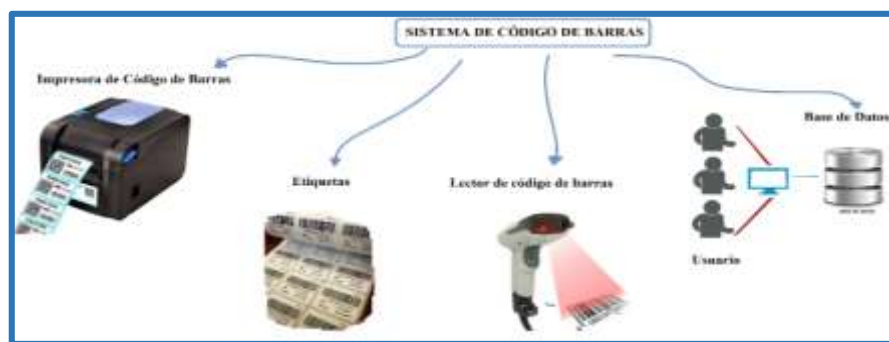 SISTEMA DE CÓDIGO DE BARRAS
Impresora de Código de Barras
Base de Datos
Etiquetas
Lector de código de barras
Usuario